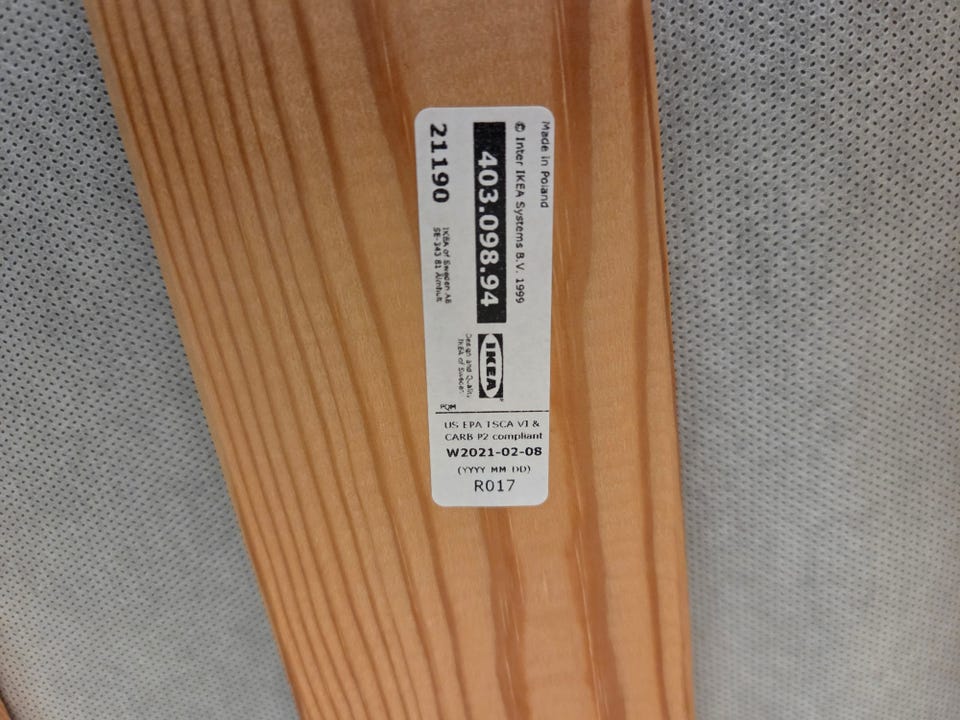 Made in Poland
© Inter IKEA Systems B.V. 1999
403.098.94
21190
IKEA of Sweden AB
SE-343 81 Älmhult
IKEA
Design and Quality
IKEA of Sweden
PQM
US EPA TSCA VI &
CARB P2 compliant
W2021-02-08
(YYYY MM DD)
R017